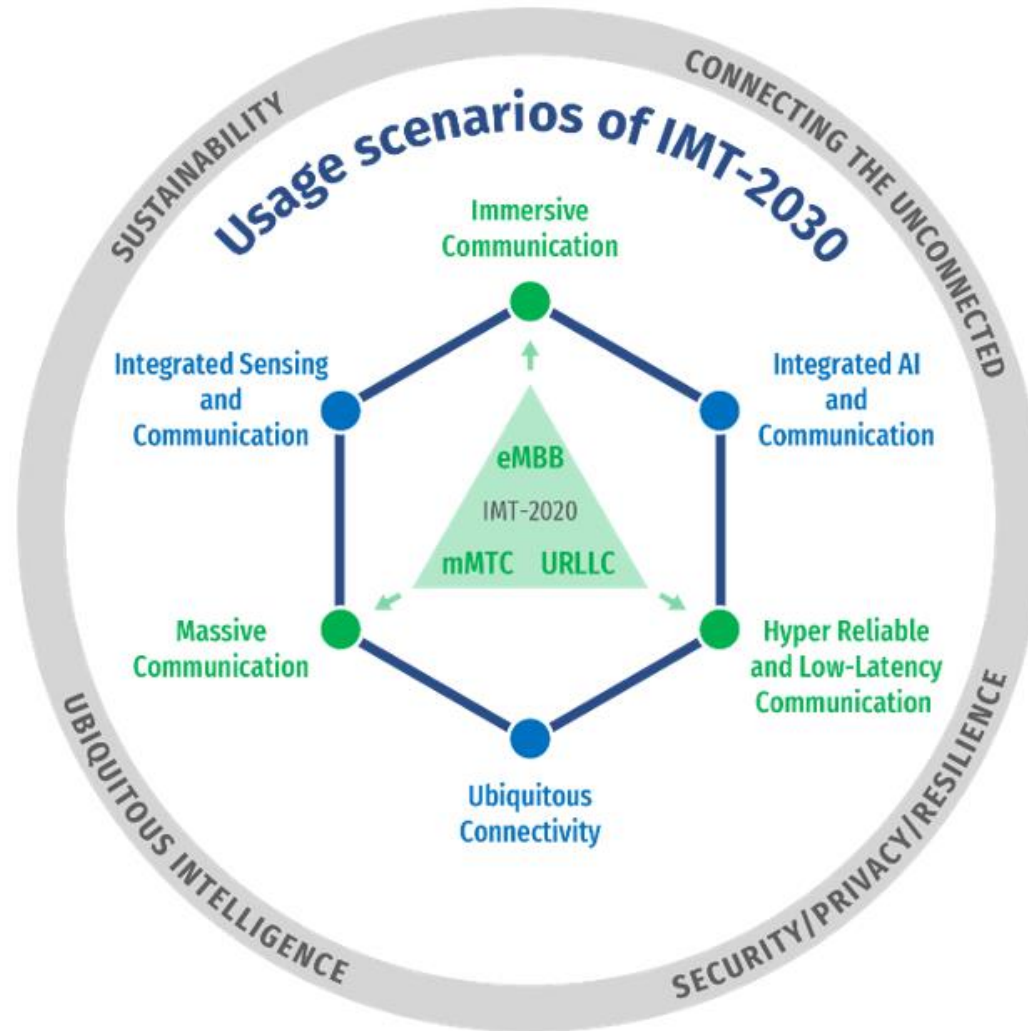 SUSTAINABILITY
CONNECTING THE UNCONNECTED
Usage scenarios of IMT-2030
Immersive
Communication
Integrated Sensing
and
Communication
Integrated AI
and
Communication
eMBB
IMT-2020
mMTC URLLC
Massive
Communication
Hyper Reliable
and Low-Latency
Communication
Ubiquitous
Connectivity
UBIQUITOUS INTELLIGENCE
SECURITY/PRIVACY/RESILIENCE